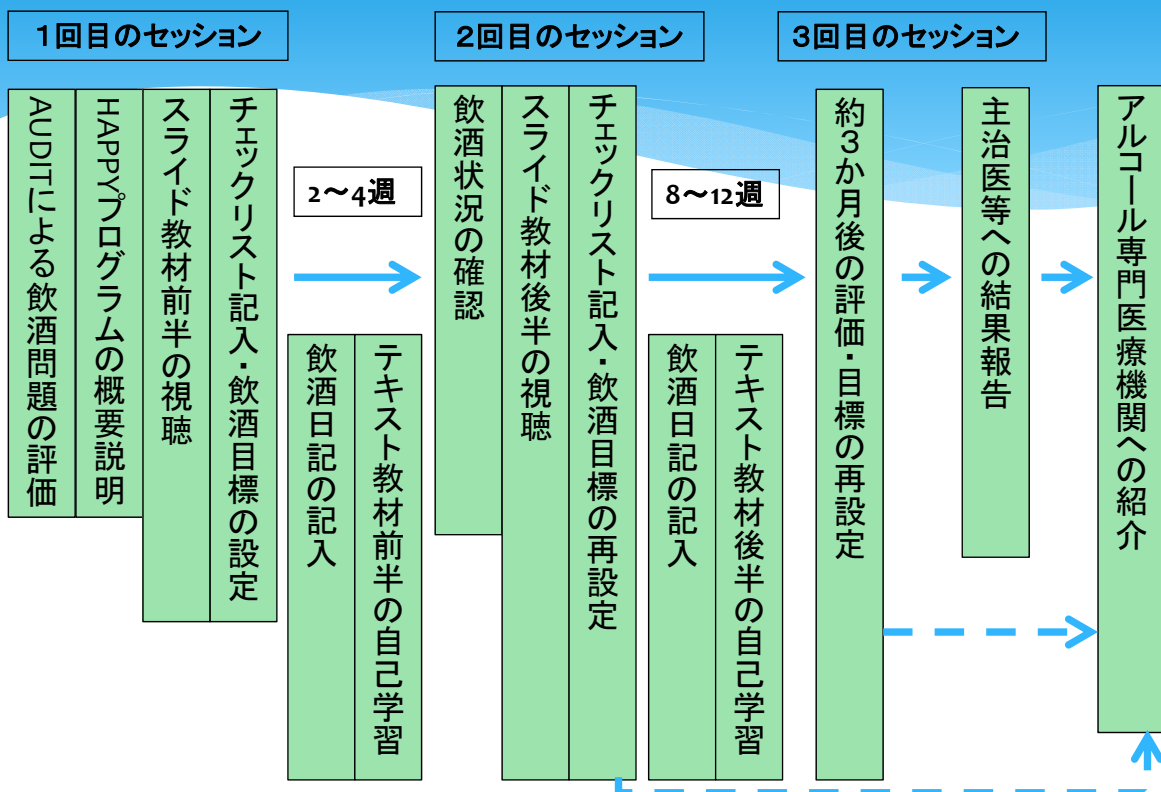 1回目のセッション
2回目のセッション
3回目のセッション
AUDITによる飲酒問題の評価
HAPPYプログラムの概要説明
スライド教材前半の視聴
チェックリスト記入・飲酒目標の設定
2〜4週
飲酒日記の記入
テキスト教材前半の自己学習
飲酒状況の確認
スライド教材後半の視聴
チェックリスト記入・飲酒目標の再設定
8〜12週
飲酒日記の記入
テキスト教材後半の自己学習
約3か月後の評価・目標の再設定
主治医等への結果報告
アルコール専門医療機関への紹介